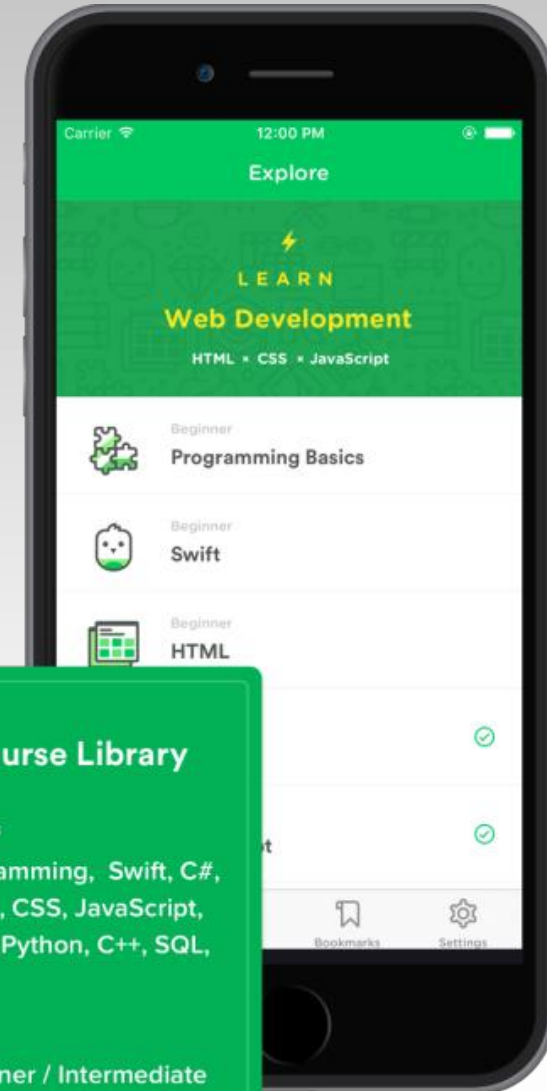 Carrier
12:00 PM
Explore
LEARN
Web Development
HTML × CSS × JavaScript
Beginner
Programming Basics
Beginner
Swift
Beginner
HTML
urse Library
amming, Swift, C#,
, CSS, JavaScript,
Python, C++, SQL,
ner / Intermediate
t
Bookmarks
Settings